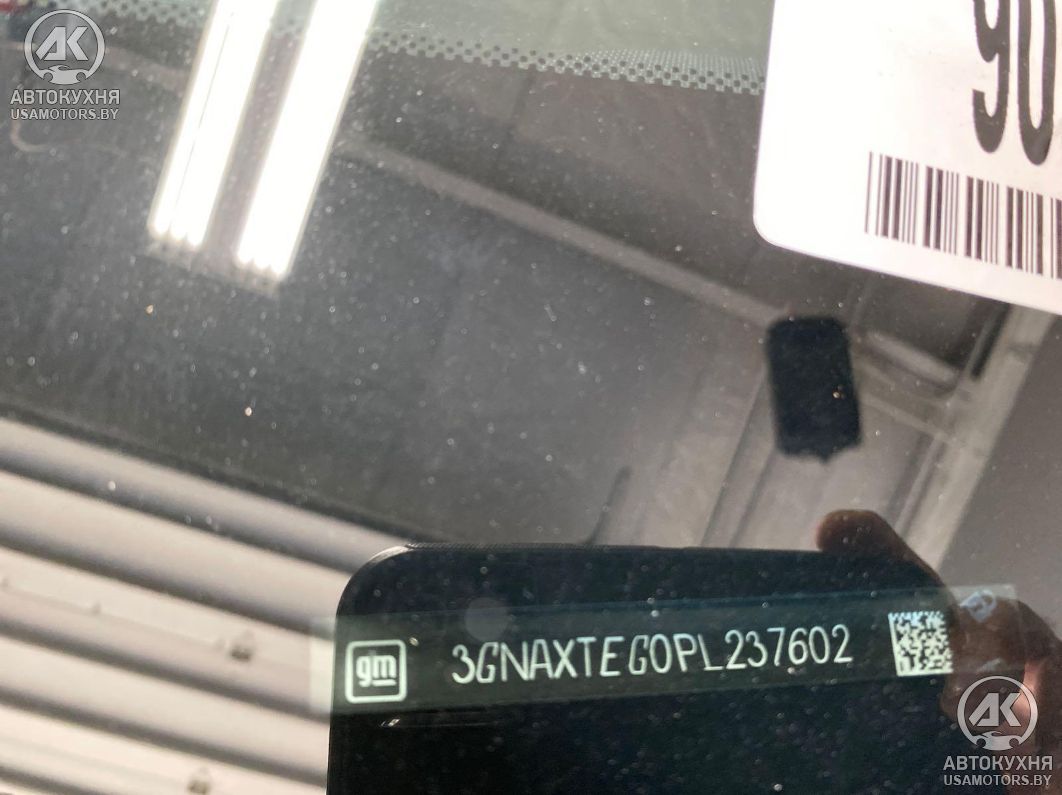 AK
АВТОКУХНЯ
USAMOTORS.BY
90
gm 3GNAXTEG0PL237602
AK
АВТОКУХНЯ
USAMOTORS.BY